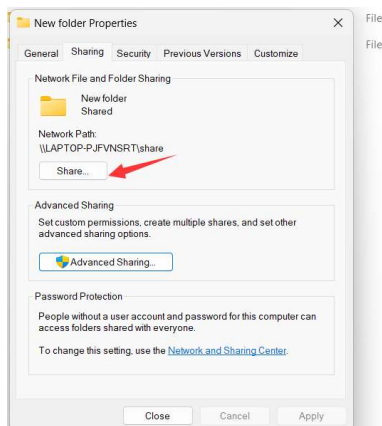 New folder Properties
File
File
General Sharing Security Previous Versions Customize
Network File and Folder Sharing
New folder
Shared
Network Path:
\\LAPTOP-PJFVNSRT\share
Share...
Advanced Sharing
Set custom permissions, create multiple shares, and set other
advanced sharing options.
Advanced Sharing...
Password Protection
People without a user account and password for this computer can
access folders shared with everyone.
To change this setting, use the Network and Sharing Center.
Close Cancel Apply